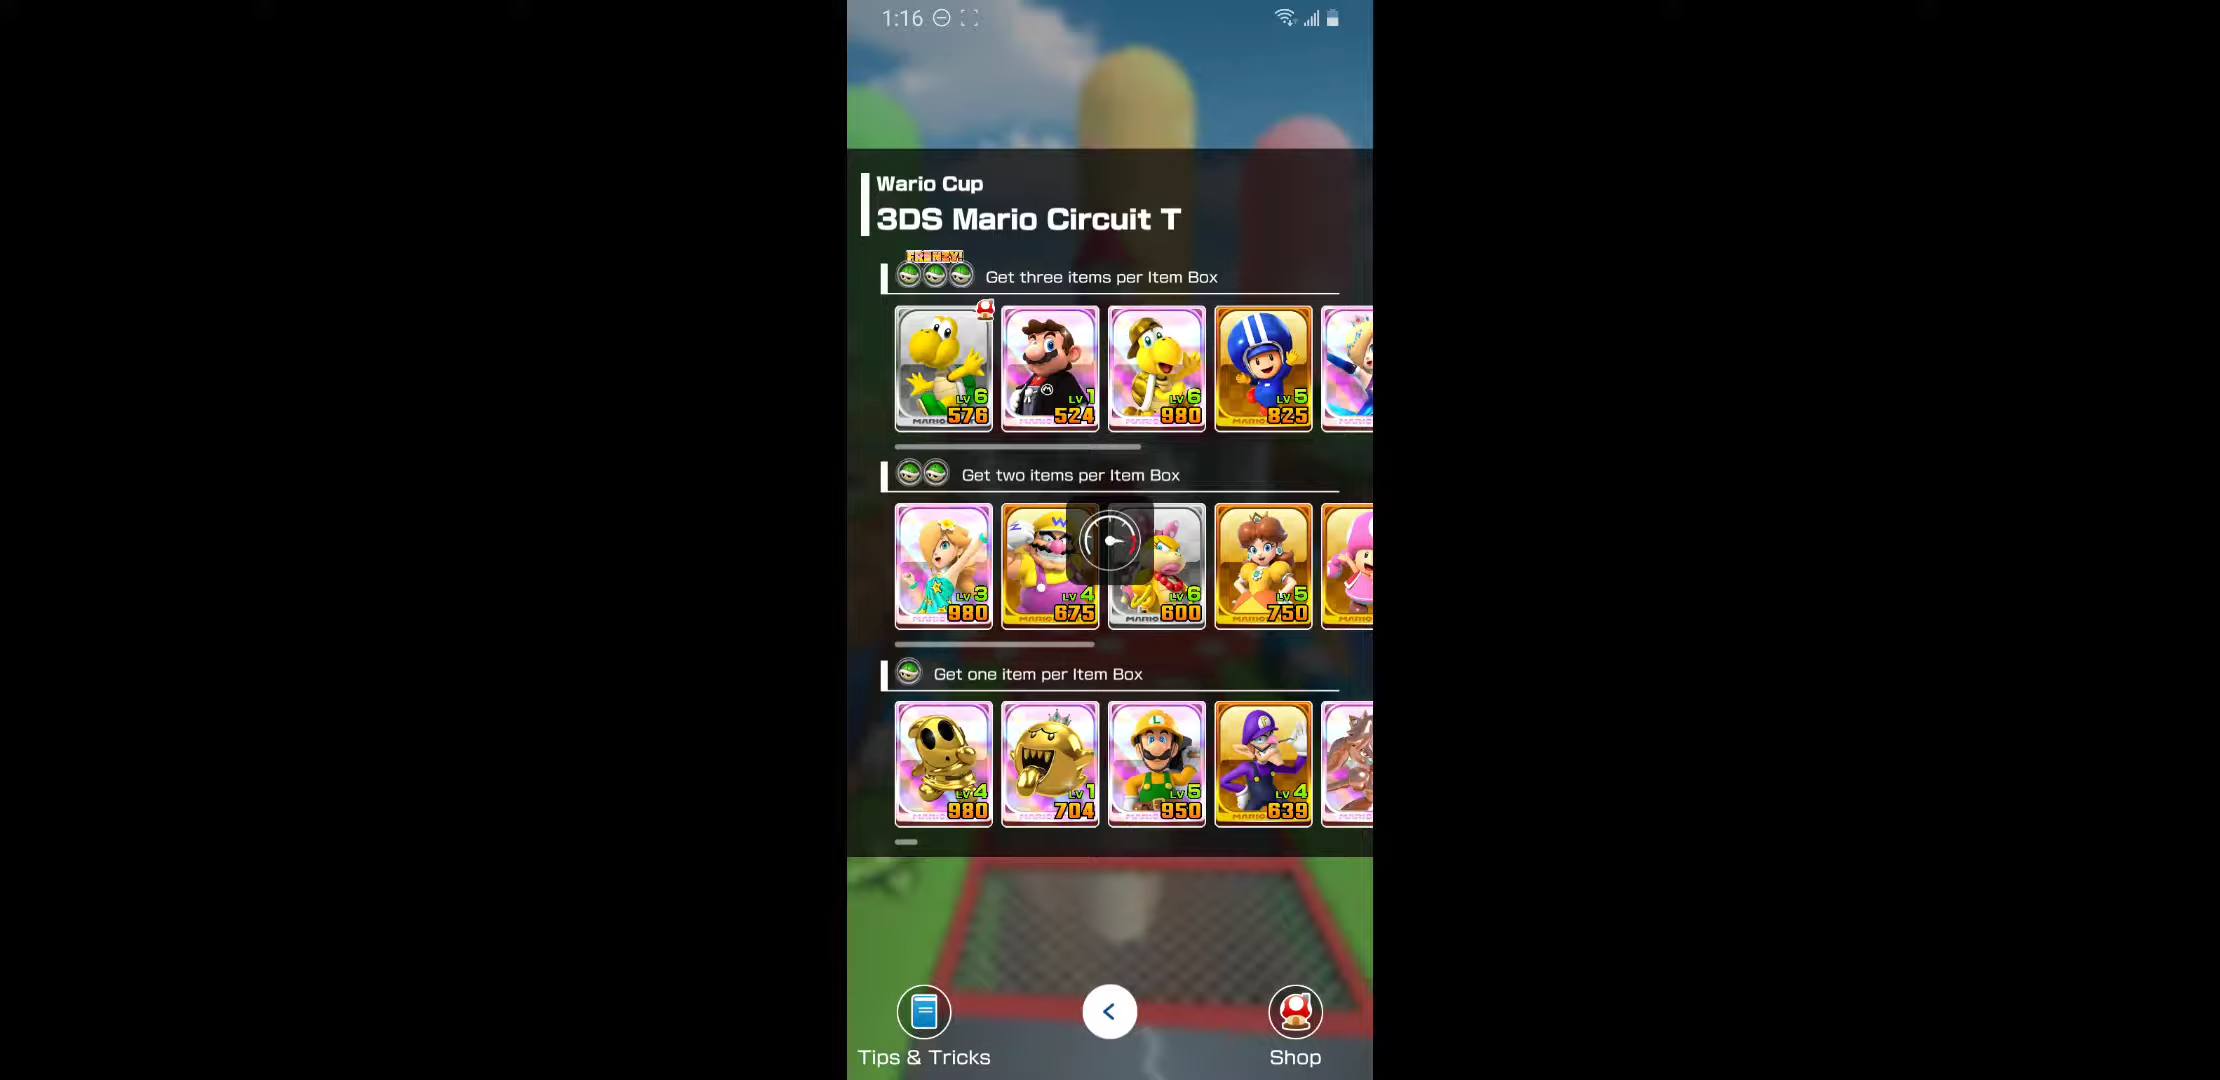 1:16
Wario Cup
3DS Mario Circuit T
FRENZY!
Get three items per Item Box
LV 6 LV 1 LV 6 LV 5
576 524 980 825
MARIO
Get two items per Item Box
LV 3 LV 4 LV 6 LV 5
980 675 600 750
MARIO
Get one item per Item Box
LV 4 LV 1 LV 5 LV 4
980 704 950 639
MARIO
Tips & Tricks
Shop